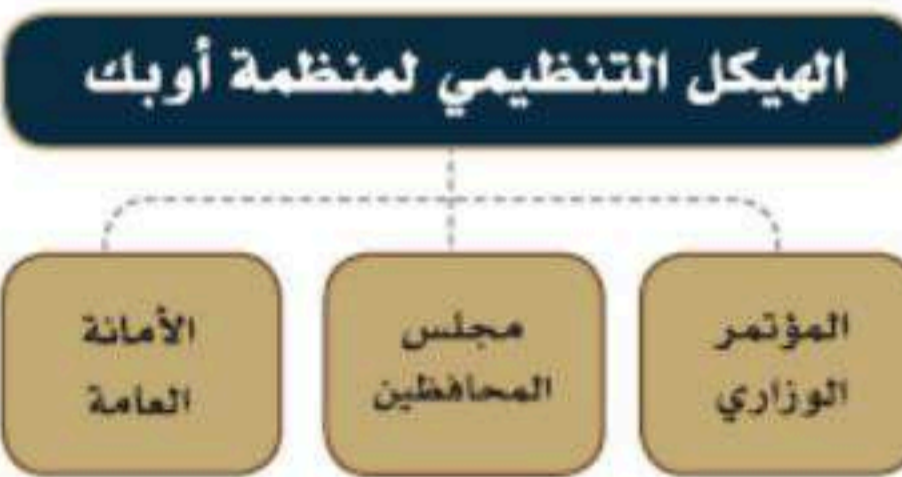 الهيكل التنظيمي لمنظمة أوبك
المؤتمر
الوزاري
مجلس
المحافظين
الأمانة
العامة